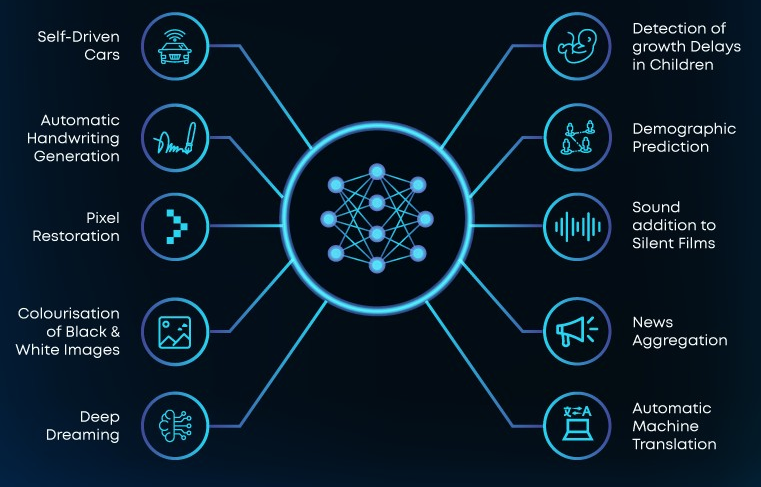 Self-Driven
Cars
Automatic
Handwriting
Generation
Pixel
Restoration
Colourisation
of Black &
White Images
Deep
Dreaming
Detection of
growth Delays
in Children
Demographic
Prediction
Sound
addition to
Silent Films
News
Aggregation
文 A
Automatic
Machine
Translation